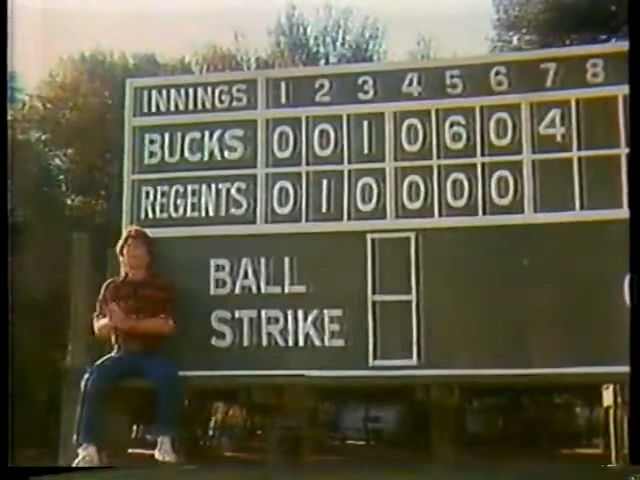 INNINGS 1 2 3 4 5 6 7 8
BUCKS 0 0 1 0 6 0 4
REGENTS 0 1 0 0 0 0
BALL
STRIKE